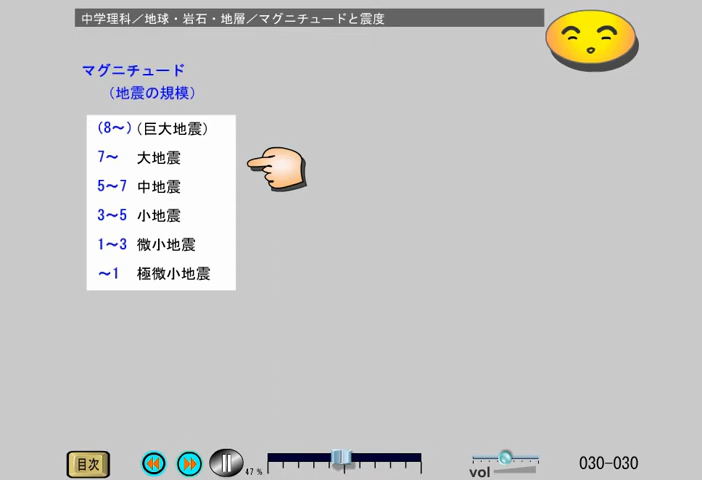 中学理科／地球・岩石・地層／マグニチュードと震度
マグニチュード
（地震の規模）
(8～)（巨大地震）
7～ 大地震
5～7 中地震
3～5 小地震
1～3 微小地震
～1 極微小地震
目次
47 %
vol
030-030